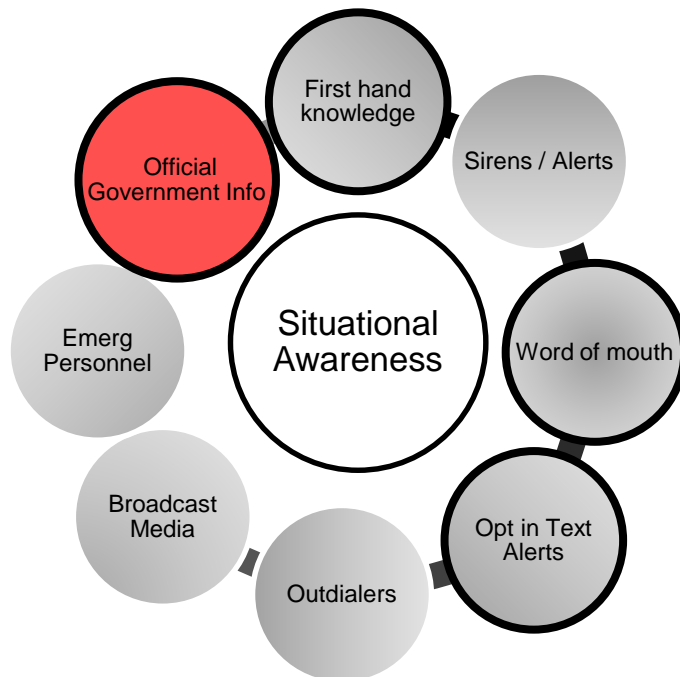 First hand
knowledge
Sirens / Alerts
Official
Government Info
Situational
Awareness
Word of mouth
Emerg
Personnel
Broadcast
Media
Opt in Text
Alerts
Outdialers